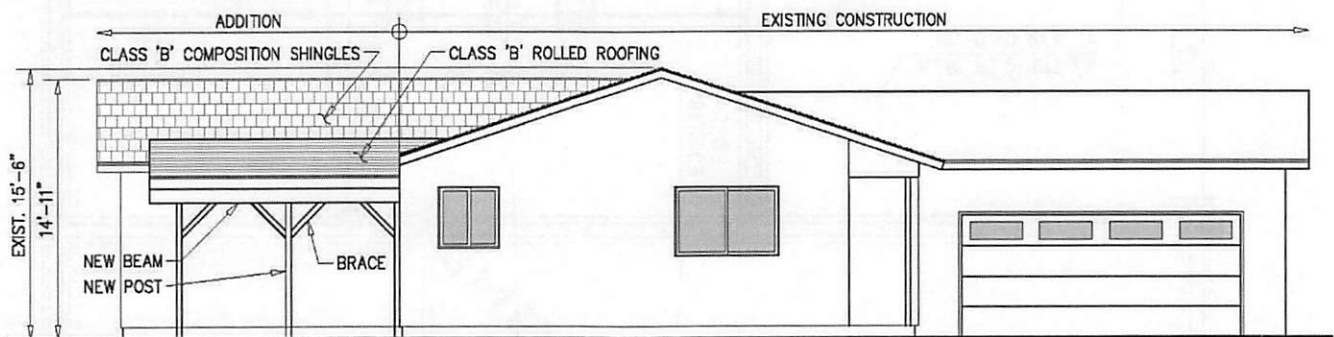 ADDITION
EXISTING CONSTRUCTION
CLASS 'B' COMPOSITION SHINGLES
CLASS 'B' ROLLED ROOFING
EXIST. 15'-6"
14'-11"
NEW BEAM
NEW POST
BRACE